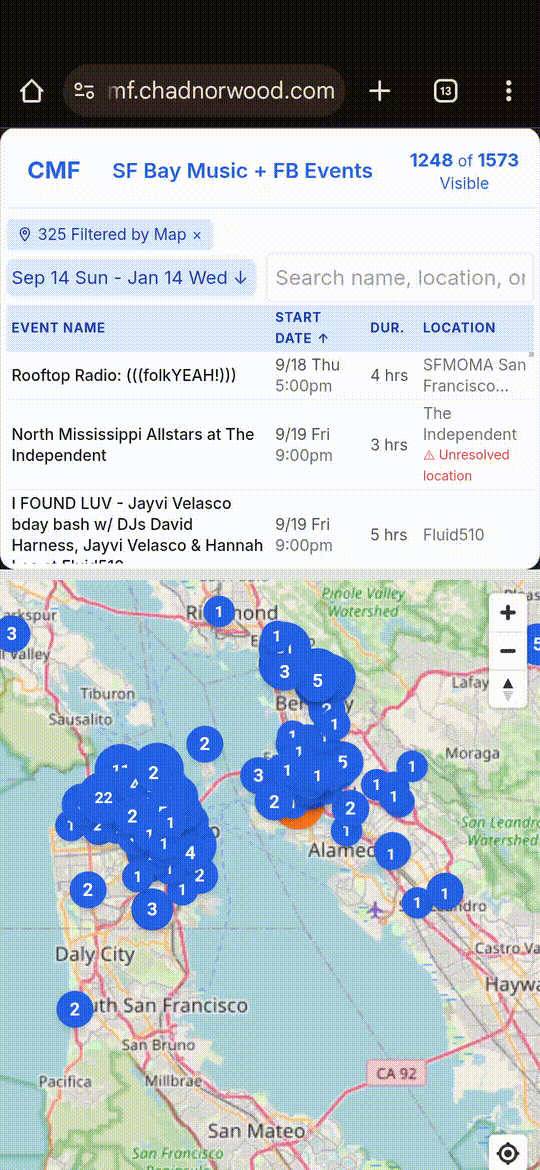 mf.chadnorwood.com
13
CMF
SF Bay Music + FB Events
1248 of 1573
Visible
325 Filtered by Map ×
Sep 14 Sun - Jan 14 Wed ↓
Search name, location, or
EVENT NAME
START
DATE ↑
DUR.
LOCATION
Rooftop Radio: (((folkYEAH!)))
9/18 Thu
5:00pm
4 hrs
SFMOMA San
Francisco...
North Mississippi Allstars at The
Independent
9/19 Fri
9:00pm
3 hrs
The
Independent
⚠ Unresolved
location
I FOUND LUV - Jayvi Velasco
bday bash w/ DJs David
Harness, Jayvi Velasco & Hannah
9/19 Fri
9:00pm
5 hrs
Fluid510
Pinole Valley
Watershed
1
3
Valley
1
3
5
5
Lafay
Tiburon
Sausalito
2
1
1
Moraga
1
2
22
2
1
1
4
3
1
1
1
5
2
1
1
1
2
1
San Leandro
Watershed
Alamed
1
2
1
2
1
3
1
1
Daly City
Castro Va
Haywa
2
uth San Francisco
San Bruno
CA 92
Pacifica
Millbrae
San Mateo
San Francisco